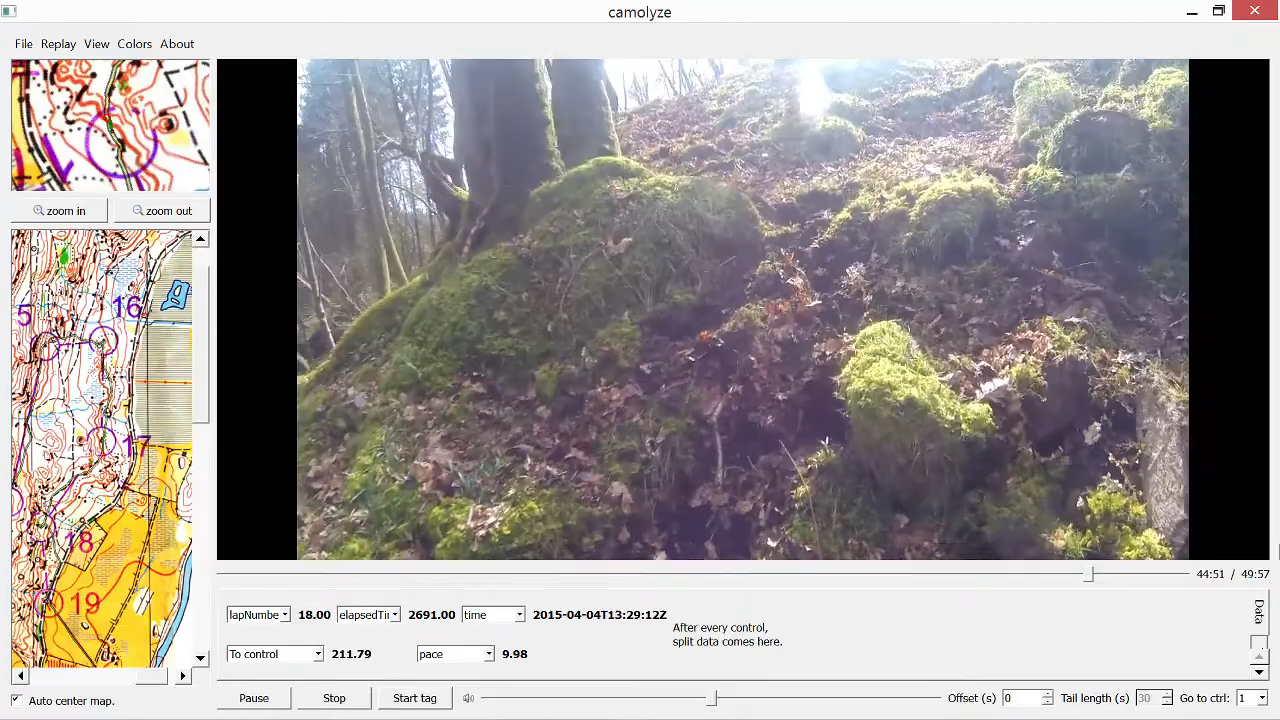 camolyze
File Replay View Colors About
zoom in zoom out
5 16
17
18
19
Auto center map.
44:51 / 49:57
lapNumbe 18.00 elapsedTi 2691.00 time 2015-04-04T13:29:12Z
To control 211.79 pace 9.98
After every control,
split data comes here.
Data
Pause Stop Start tag Offset (s) 0 Tail length (s) 30 Go to ctrl: 1